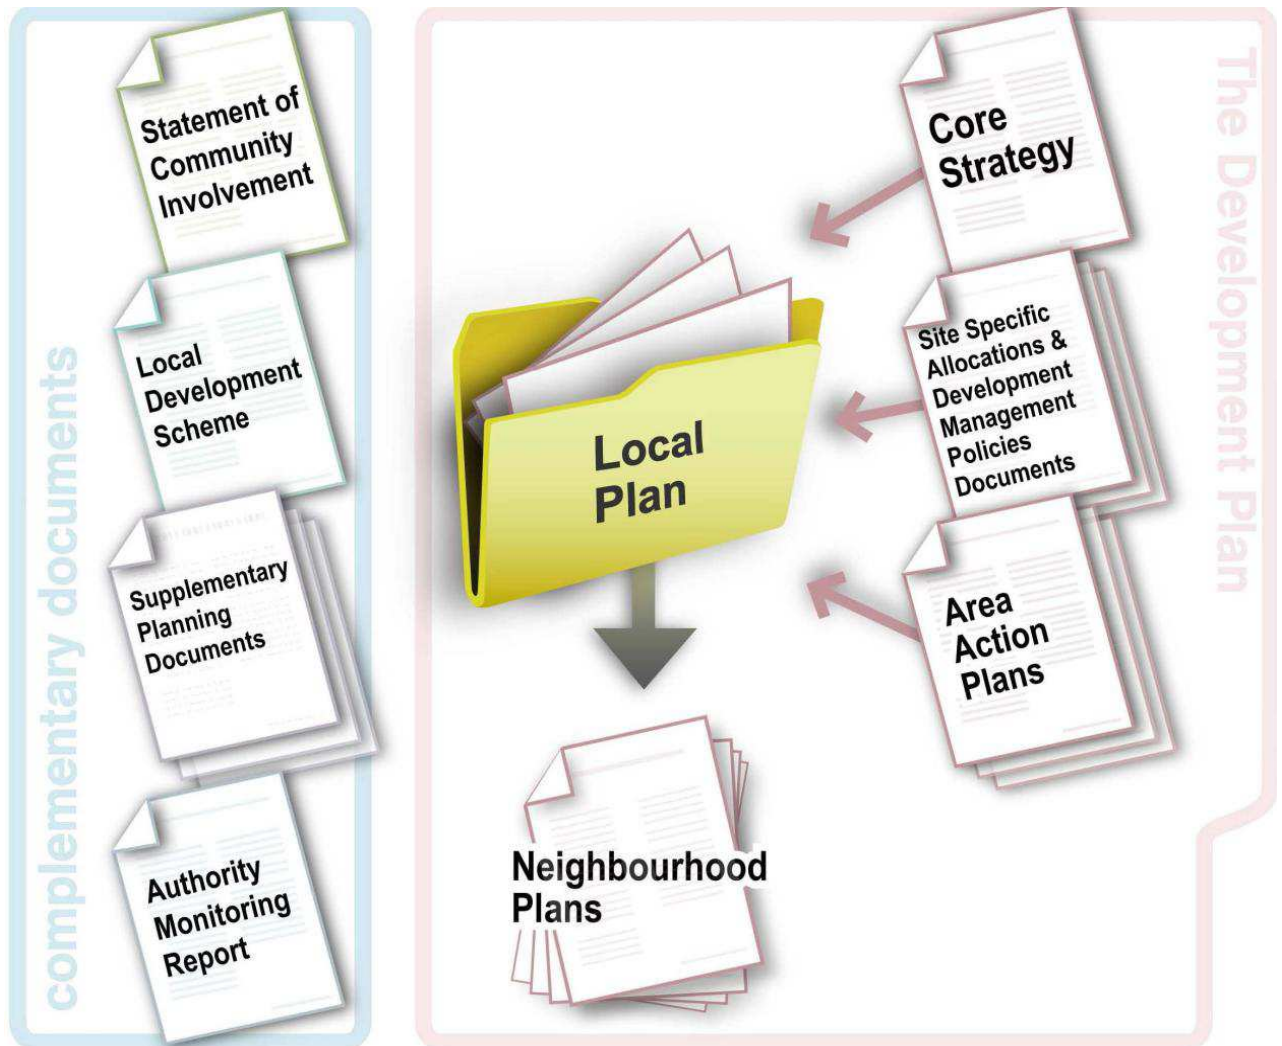 complementary documents
Statement of
Community
Involvement
Local
Development
Scheme
Supplementary
Planning
Documents
Authority
Monitoring
Report
The Development Plan
Local
Plan
Core
Strategy
Site Specific
Allocations &
Development
Management
Policies
Documents
Area
Action
Plans
Neighbourhood
Plans